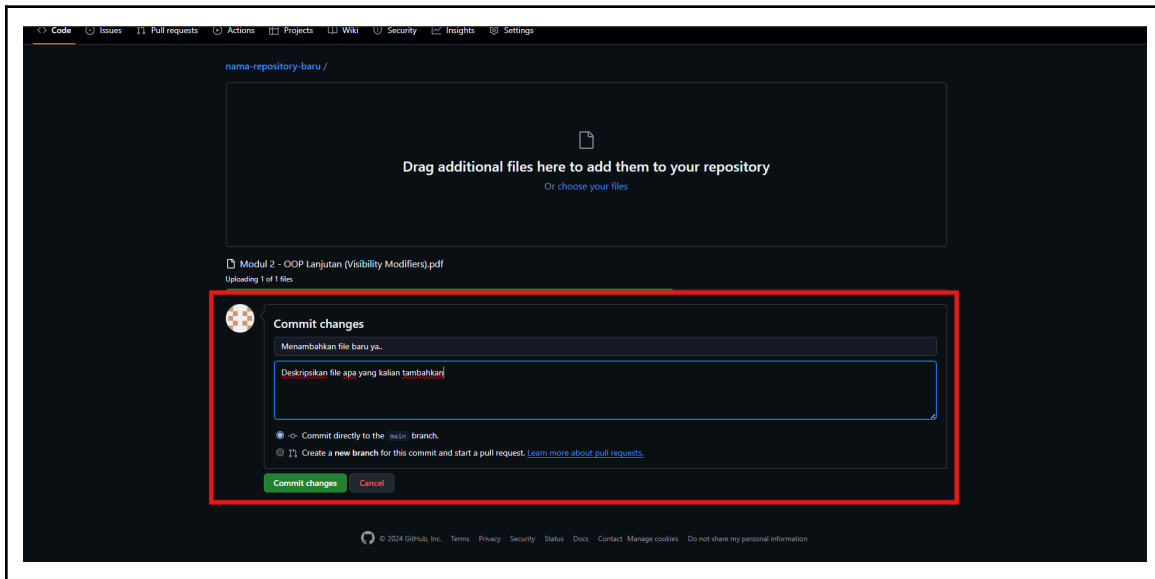 <> Code Issues Pull requests Actions Projects Wiki Security Insights Settings
nama-repository-baru /
Drag additional files here to add them to your repository
Or choose your files
Modul 2 - OOP Lanjutan (Visibility Modifiers).pdf
Uploading 1 of 1 files
Commit changes
Menambahkan file baru ya..
Deskripsikan file apa yang kalian tambahkan
Commit directly to the main branch.
Create a new branch for this commit and start a pull request. Learn more about pull requests.
Commit changes Cancel
© 2024 GitHub, Inc. Terms Privacy Security Status Docs Contact Manage cookies Do not share my personal information